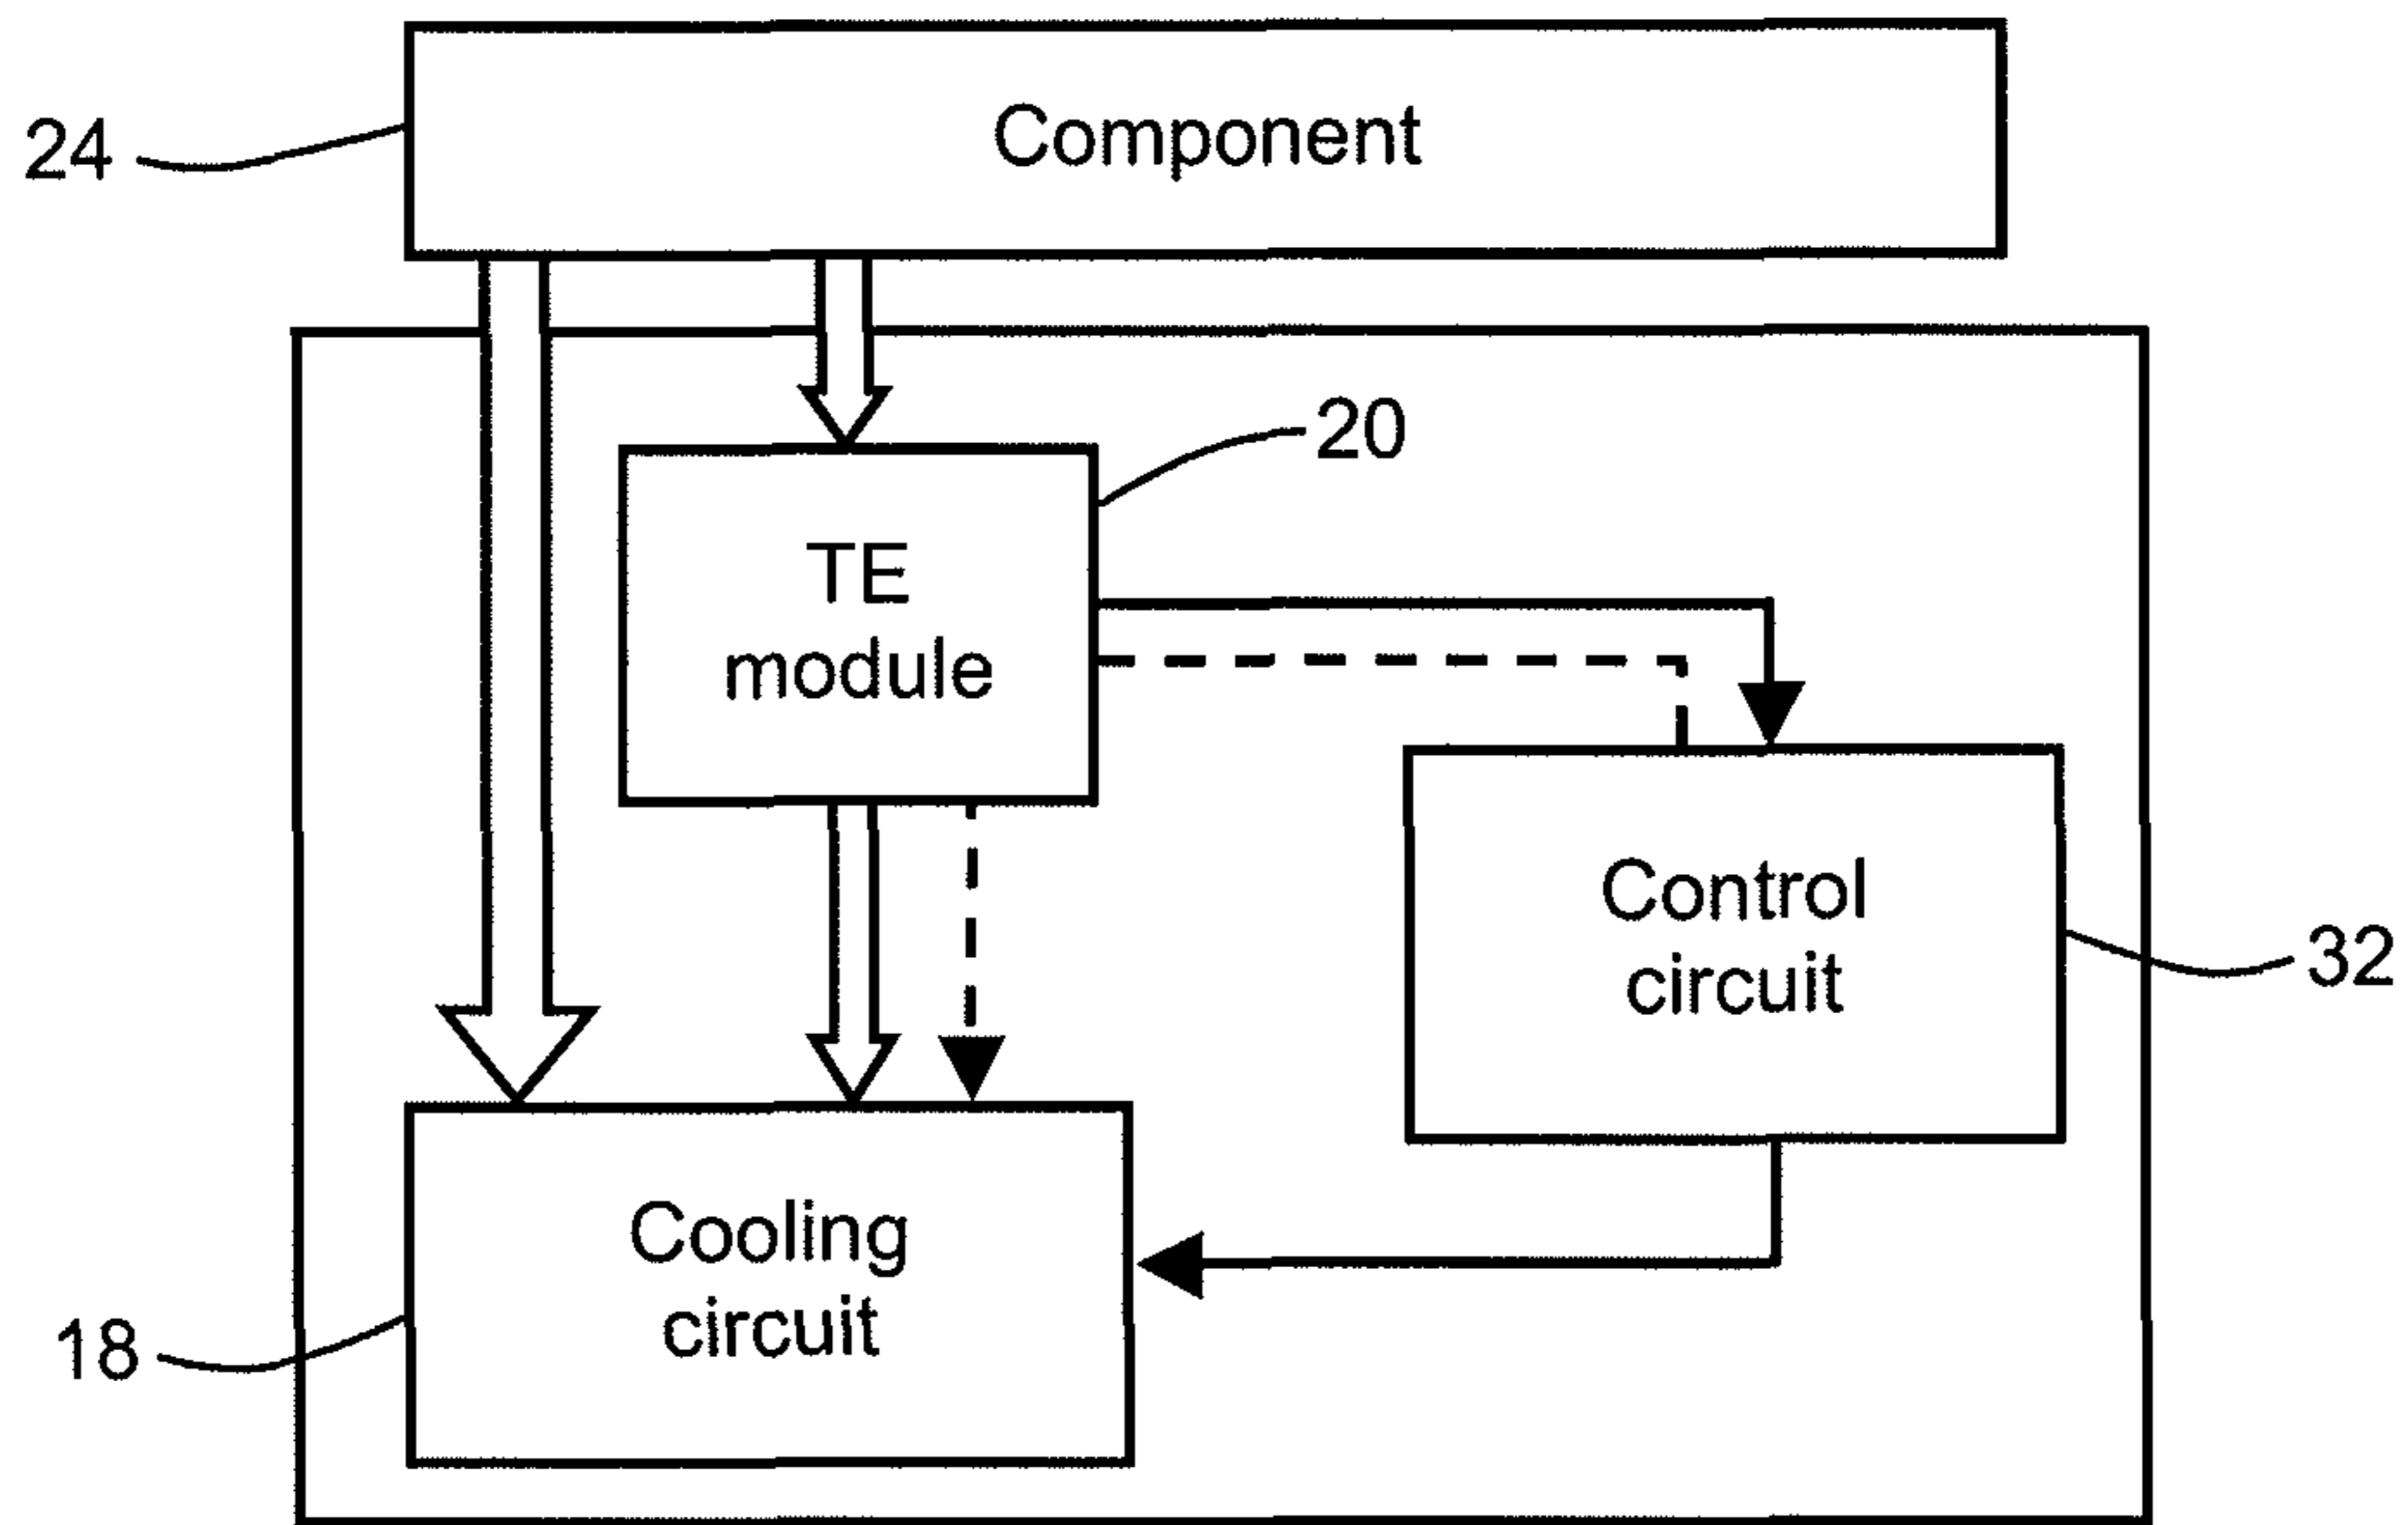 Component
24
20
TE
module
Control
circuit
32
Cooling
circuit
18